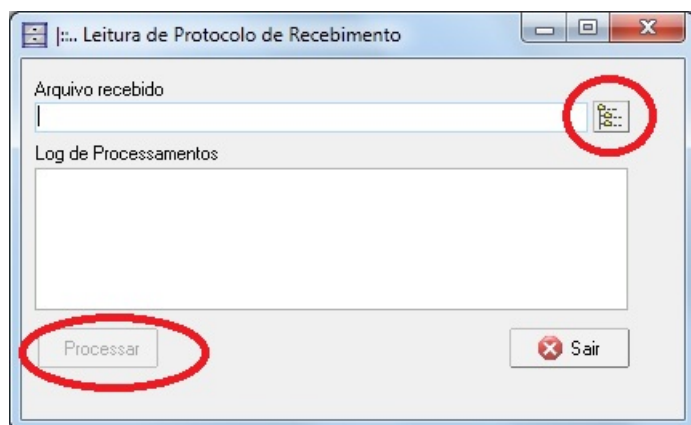 |::.. Leitura de Protocolo de Recebimento
Arquivo recebido
Log de Processamentos
Processar
Sair